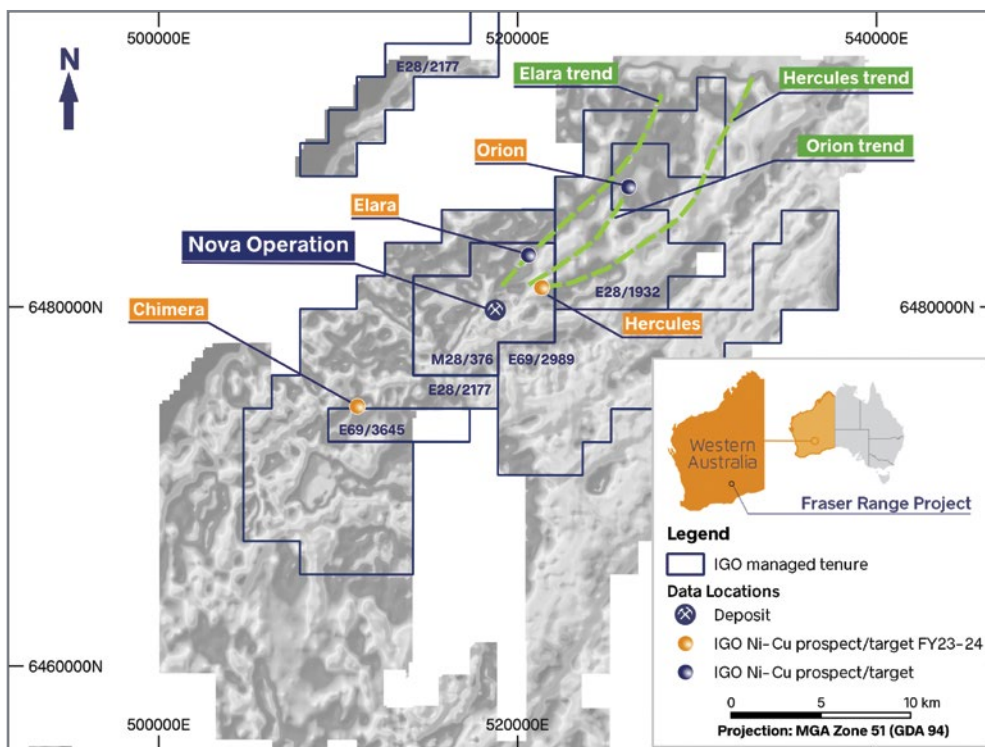 500000E
520000E
540000E
N
E28/2177
Elara trend
Hercules trend
Orion trend
Orion
Elara
Nova Operation
6480000N
6480000N
Chimera
E28/1932
Hercules
M28/376
E69/2989
E28/2177
E69/3645
Western
Australia
Fraser Range Project
Legend
IGO managed tenure
Data Locations
Deposit
IGO Ni-Cu prospect/target FY23-24
IGO Ni-Cu prospect/target
0 5 10 km
Projection: MGA Zone 51 (GDA 94)
6460000N
500000E
520000E